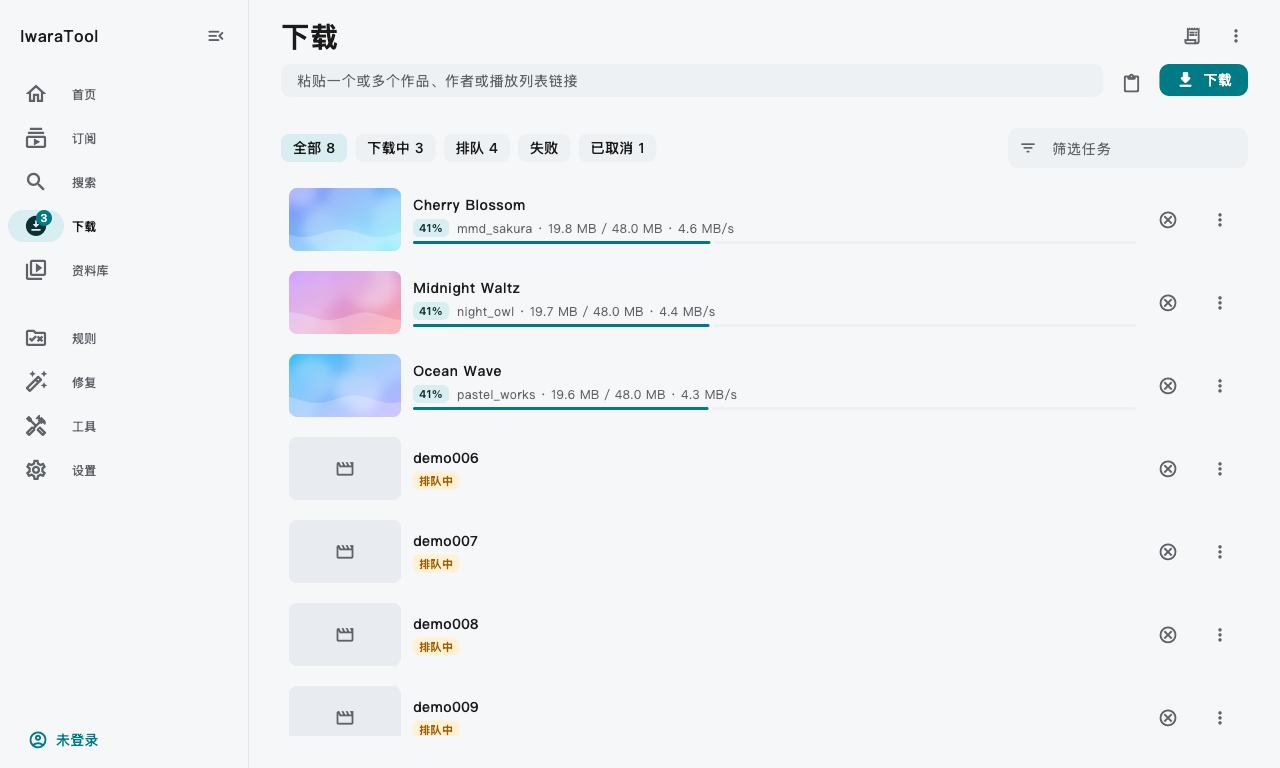 IwaraTool
首页
订阅
搜索
3
下载
资料库
规则
修复
工具
设置
未登录
下载
粘贴一个或多个作品、作者或播放列表链接
下载
全部 8
下载中 3
排队 4
失败
已取消 1
筛选任务
Cherry Blossom
41% mmd_sakura · 19.8 MB / 48.0 MB · 4.6 MB/s
Midnight Waltz
41% night_owl · 19.7 MB / 48.0 MB · 4.4 MB/s
Ocean Wave
41% pastel_works · 19.6 MB / 48.0 MB · 4.3 MB/s
demo006
排队中
demo007
排队中
demo008
排队中
demo009
排队中